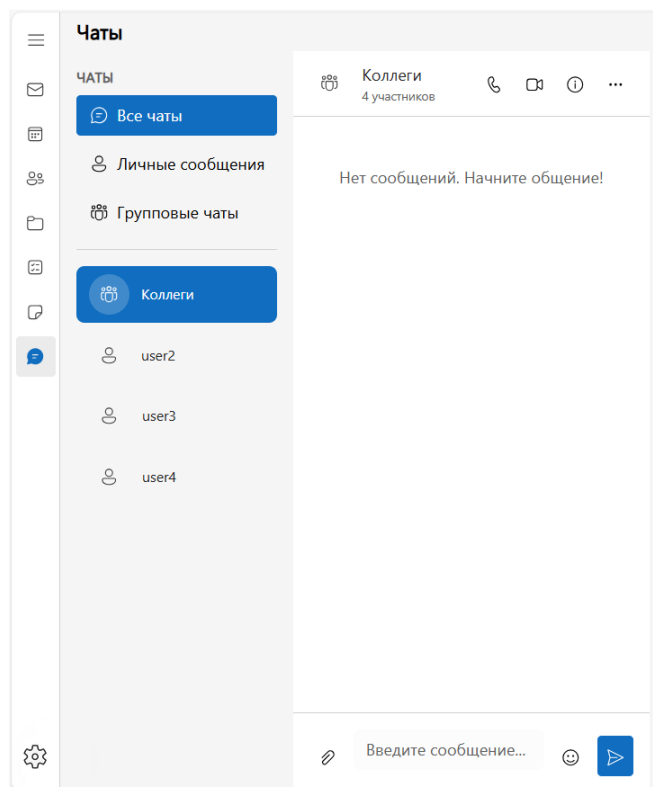 Чаты
ЧАТЫ
Все чаты
Личные сообщения
Групповые чаты
Коллеги
user2
user3
user4
Коллеги
4 участников
Нет сообщений. Начните общение!
Введите сообщение...